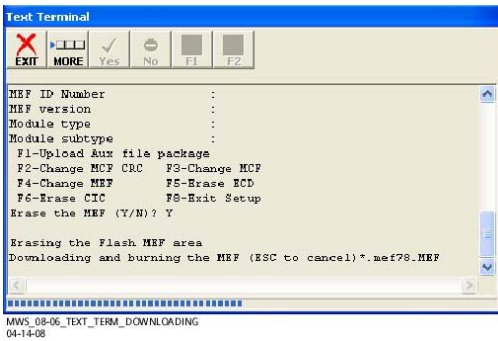 Text Terminal
EXIT MORE Yes No F1 F2
MEF ID Number :
MEF version :
Module type :
Module subtype :
F1-Upload Aux file package
F2-Change MCF CRC F3-Change MCF
F4-Change MEF F5-Erase ECD
F6-Erase CIC F8-Exit Setup
Erase the MEF (Y/N)? Y
Erasing the Flash MEF area
Downloading and burning the MEF (ESC to cancel)*.mef78.MEF
MWS_08-06_TEXT_TERM_DOWNLOADING
04-14-08